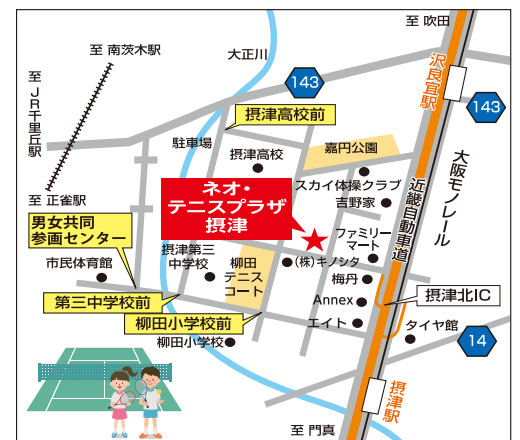 至 吹田
至 南茨木駅
大正川
沢良宜駅
143
143
至 JR千里丘駅
摂津高校前
駐車場
嘉円公園
摂津高校
大阪モノレール
スカイ体操クラブ
近畿自動車道
吉野家
ネオ・
テニスプラザ
摂津
至 正雀駅
男女共同
参画センター
ファミリー
マート
摂津第三
中学校
柳田
テニス
コート
(株)キノシタ
市民体育館
梅丹
第三中学校前
Annex
摂津北IC
柳田小学校前
エイト
タイヤ館
14
柳田小学校
摂津駅
至 門真